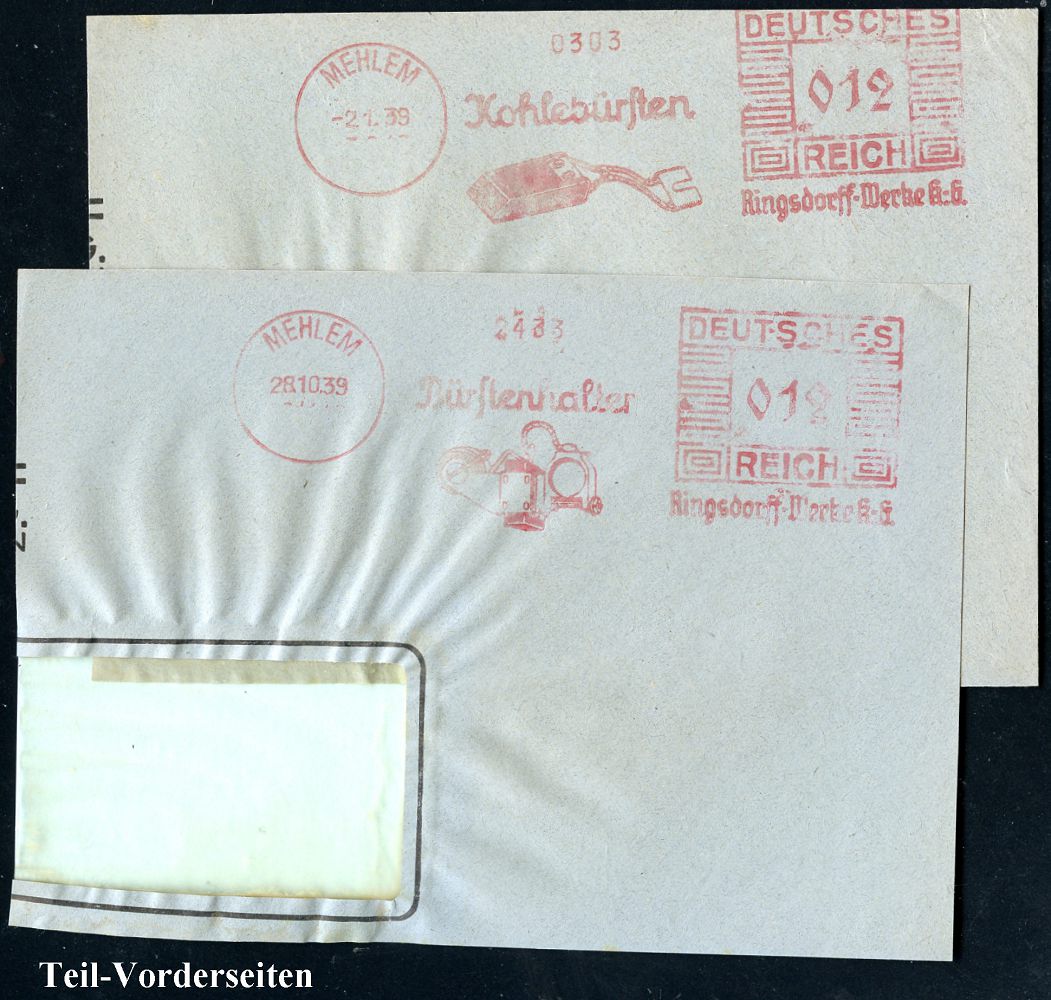 MEHLEM
-2.1.39
0303
Kohlebürsten
DEUTSCHES
012
REICH
Ringsdorff-Werke K.-G.
MEHLEM
28.10.39
Bürstenhalter
DEUTSCHES
012
REICH
Ringsdorff-Werke K.-G.
Teil-Vorderseiten